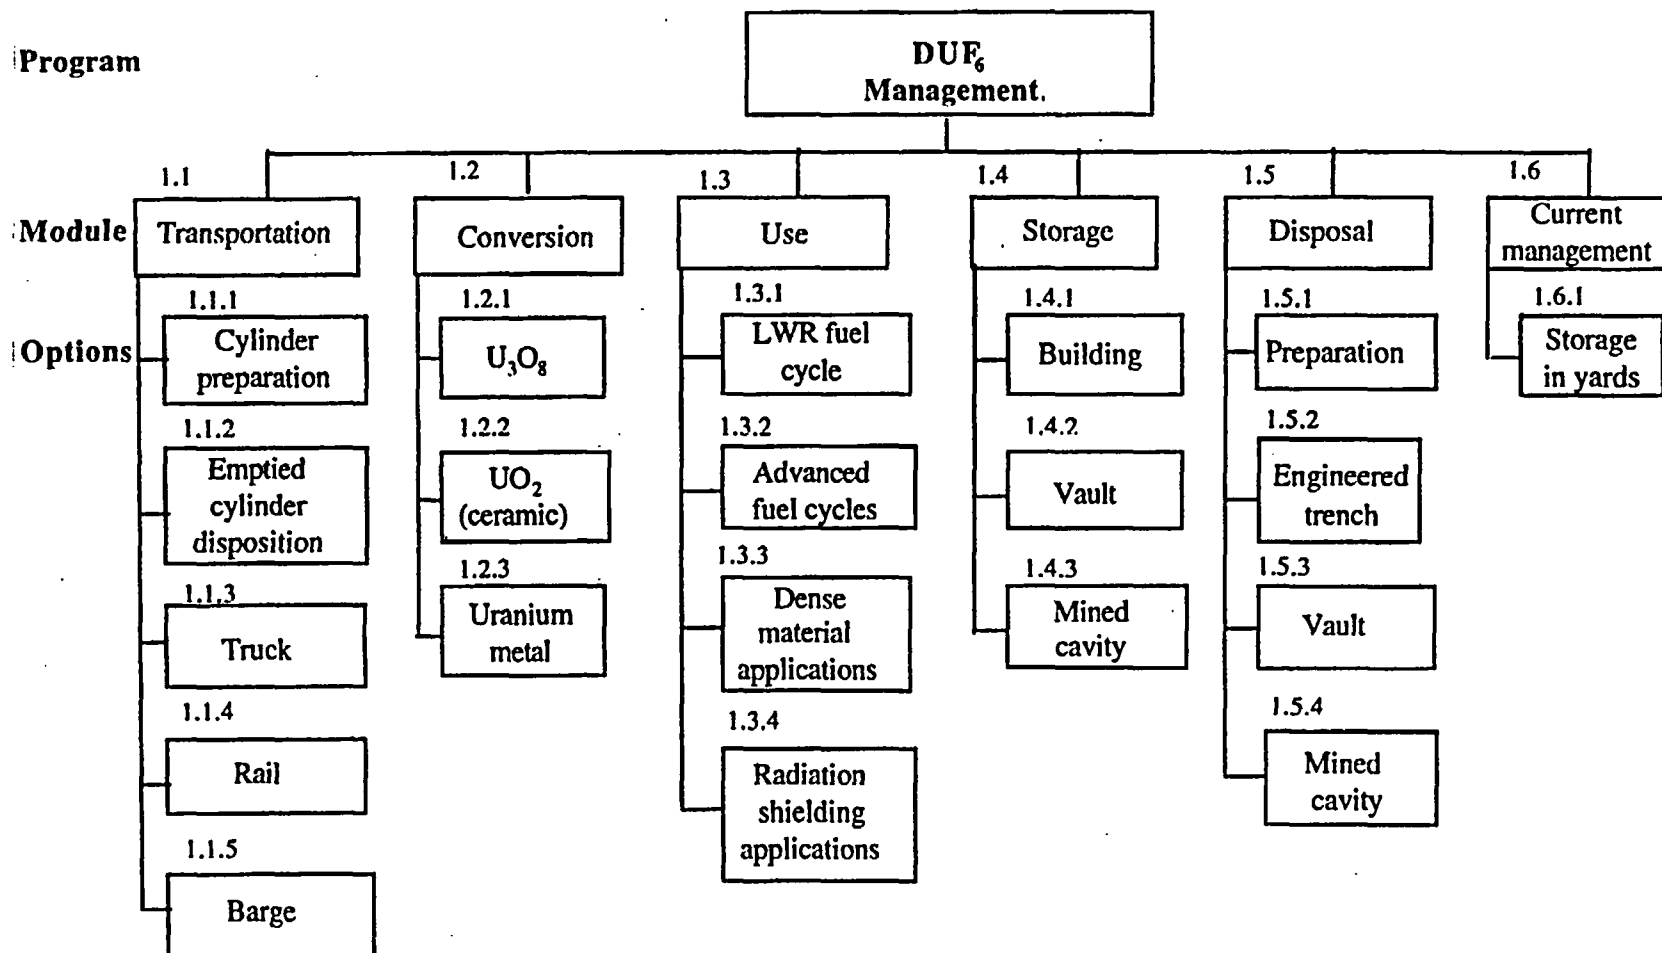 Program
DUF₆
Management.
1.1
1.2
1.3
1.4
1.5
1.6
Module
Transportation
Conversion
Use
Storage
Disposal
Current
management
Options
1.1.1
Cylinder
preparation
1.1.2
Emptied
cylinder
disposition
1.1.3
Truck
1.1.4
Rail
1.1.5
Barge
1.2.1
U₃O₈
1.2.2
UO₂
(ceramic)
1.2.3
Uranium
metal
1.3.1
LWR fuel
cycle
1.3.2
Advanced
fuel cycles
1.3.3
Dense
material
applications
1.3.4
Radiation
shielding
applications
1.4.1
Building
1.4.2
Vault
1.4.3
Mined
cavity
1.5.1
Preparation
1.5.2
Engineered
trench
1.5.3
Vault
1.5.4
Mined
cavity
1.6.1
Storage
in yards